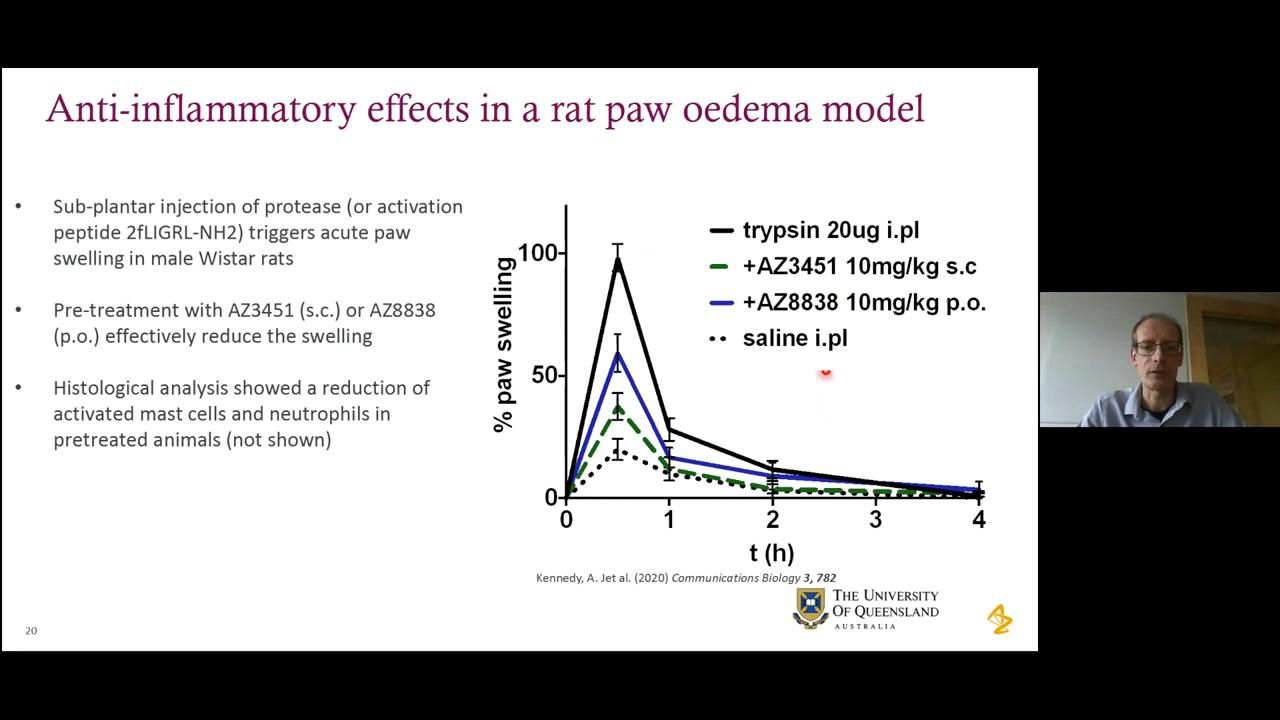 Anti-inflammatory effects in a rat paw oedema model
• Sub-plantar injection of protease (or activation
peptide 2fLIGRL-NH2) triggers acute paw
swelling in male Wistar rats
• Pre-treatment with AZ3451 (s.c.) or AZ8838
(p.o.) effectively reduce the swelling
• Histological analysis showed a reduction of
activated mast cells and neutrophils in
pretreated animals (not shown)
% paw swelling
100
50
0
trypsin 20ug i.pl
+AZ3451 10mg/kg s.c
+AZ8838 10mg/kg p.o.
saline i.pl
0 1 2 3 4
t (h)
Kennedy, A. Jet al. (2020) Communications Biology 3, 782
THE UNIVERSITY
OF QUEENSLAND
AUSTRALIA
20